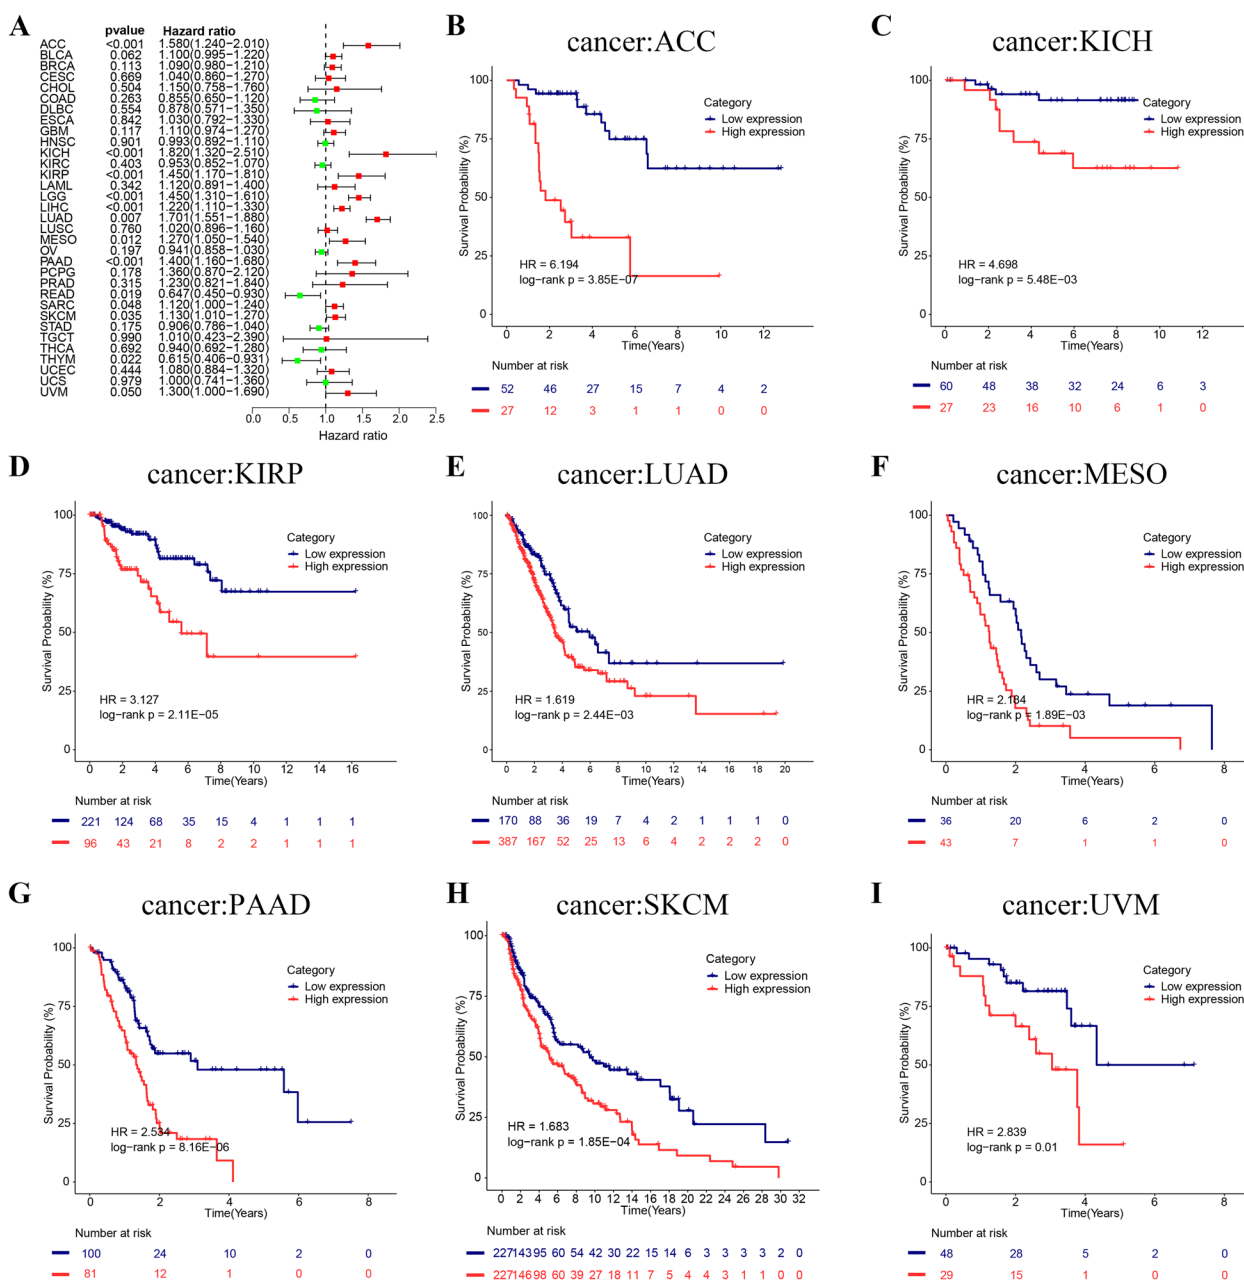 A
pvalue Hazard ratio
ACC <0.001 1.580(1.240−2.010)
BLCA 0.062 1.100(0.995−1.220)
BRCA 0.113 1.090(0.980−1.210)
CESC 0.669 1.040(0.860−1.270)
CHOL 0.504 1.150(0.758−1.760)
COAD 0.263 0.855(0.650−1.120)
DLBC 0.554 0.878(0.571−1.350)
ESCA 0.842 1.030(0.792−1.330)
GBM 0.117 1.110(0.974−1.270)
HNSC 0.901 0.993(0.892−1.110)
KICH <0.001 1.820(1.320−2.510)
KIRC 0.403 0.953(0.852−1.070)
KIRP <0.001 1.450(1.170−1.810)
LAML 0.342 1.120(0.891−1.400)
LGG <0.001 1.450(1.310−1.610)
LIHC <0.001 1.220(1.110−1.330)
LUAD 0.007 1.701(1.551−1.880)
LUSC 0.760 1.020(0.896−1.160)
MESO 0.012 1.270(1.050−1.540)
OV 0.197 0.941(0.858−1.030)
PAAD <0.001 1.400(1.160−1.680)
PCPG 0.178 1.360(0.870−2.120)
PRAD 0.315 1.230(0.821−1.840)
READ 0.019 0.647(0.450−0.930)
SARC 0.048 1.120(1.000−1.240)
SKCM 0.035 1.130(1.010−1.270)
STAD 0.175 0.906(0.786−1.040)
TGCT 0.990 1.010(0.423−2.390)
THCA 0.692 0.940(0.692−1.280)
THYM 0.022 0.615(0.406−0.931)
UCEC 0.444 1.080(0.884−1.320)
UCS 0.979 1.000(0.741−1.360)
UVM 0.050 1.300(1.000−1.690)
0.0 0.5 1.0 1.5 2.0 2.5
Hazard ratio
B
cancer:ACC
Survival Probability (%)
100
75
50
25
0
Category
Low expression
High expression
HR = 6.194
log−rank p = 3.85E−07
0 2 4 6 8 10 12
Time(Years)
Number at risk
52 46 27 15 7 4 2
27 12 3 1 1 0 0
C
cancer:KICH
Survival Probability (%)
100
75
50
25
0
Category
Low expression
High expression
HR = 4.698
log−rank p = 5.48E−03
0 2 4 6 8 10 12
Time(Years)
Number at risk
60 48 38 32 24 6 3
27 23 16 10 6 1 0
D
cancer:KIRP
Survival Probability (%)
100
75
50
25
0
Category
Low expression
High expression
HR = 3.127
log−rank p = 2.11E−05
0 2 4 6 8 10 12 14 16
Time(Years)
Number at risk
221 124 68 35 15 4 1 1 1
96 43 21 8 2 2 1 1 1
E
cancer:LUAD
Survival Probability (%)
100
75
50
25
0
Category
Low expression
High expression
HR = 1.619
log−rank p = 2.44E−03
0 2 4 6 8 10 12 14 16 18 20
Time(Years)
Number at risk
170 88 36 19 7 4 2 1 1 1 0
387 167 52 25 13 6 4 2 2 2 0
F
cancer:MESO
Survival Probability (%)
100
75
50
25
0
Category
Low expression
High expression
HR = 2.184
log−rank p = 1.89E−03
0 2 4 6 8
Time(Years)
Number at risk
36 20 6 2 0
43 7 1 1 0
G
cancer:PAAD
Survival Probability (%)
100
75
50
25
0
Category
Low expression
High expression
HR = 2.534
log−rank p = 8.16E−06
0 2 4 6 8
Time(Years)
Number at risk
100 24 10 2 0
81 12 1 0 0
H
cancer:SKCM
Survival Probability (%)
100
75
50
25
0
Category
Low expression
High expression
HR = 1.683
log−rank p = 1.85E−04
0 2 4 6 8 10 12 14 16 18 20 22 24 26 28 30 32
Time(Years)
Number at risk
227 143 95 60 54 42 30 22 15 14 6 3 3 3 3 2 0
227 146 98 60 39 27 18 11 7 5 4 4 3 1 1 0 0
I
cancer:UVM
Survival Probability (%)
100
75
50
25
0
Category
Low expression
High expression
HR = 2.839
log−rank p = 0.01
0 2 4 6 8
Time(Years)
Number at risk
48 28 5 2 0
29 15 1 0 0